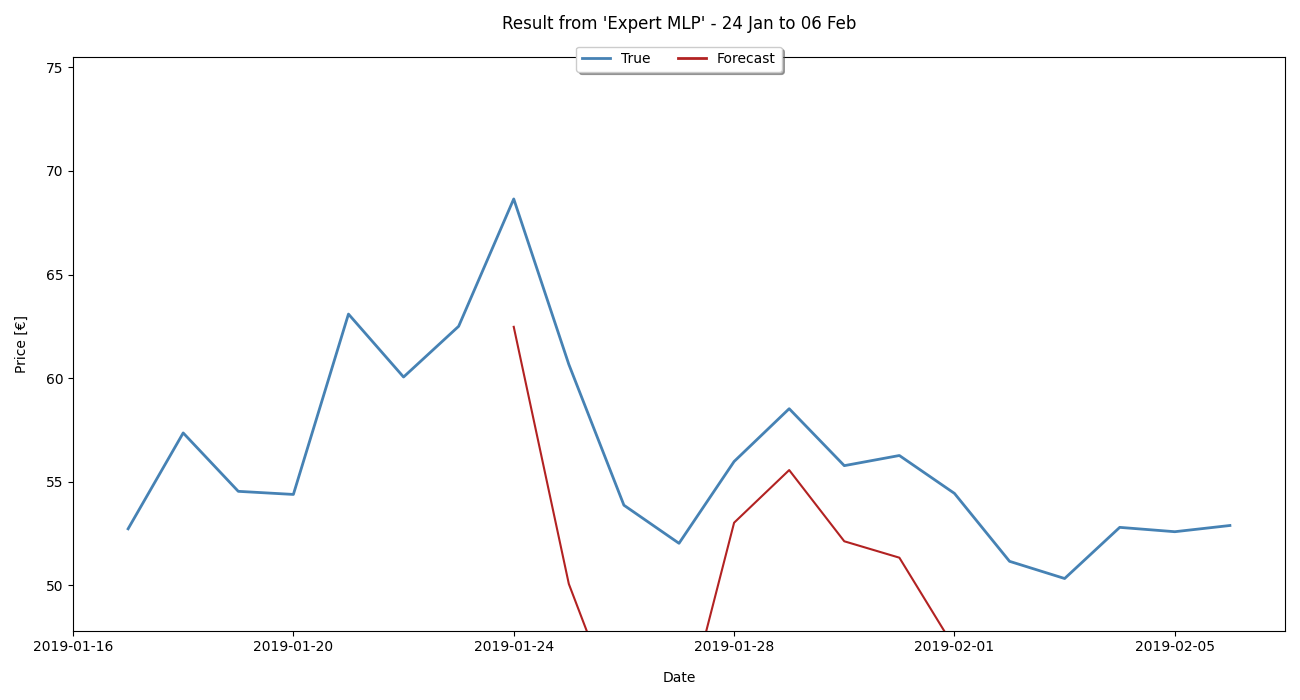 Result from 'Expert MLP' - 24 Jan to 06 Feb
True Forecast
75
70
65
60
55
50
Price [€]
2019-01-16 2019-01-20 2019-01-24 2019-01-28 2019-02-01 2019-02-05
Date